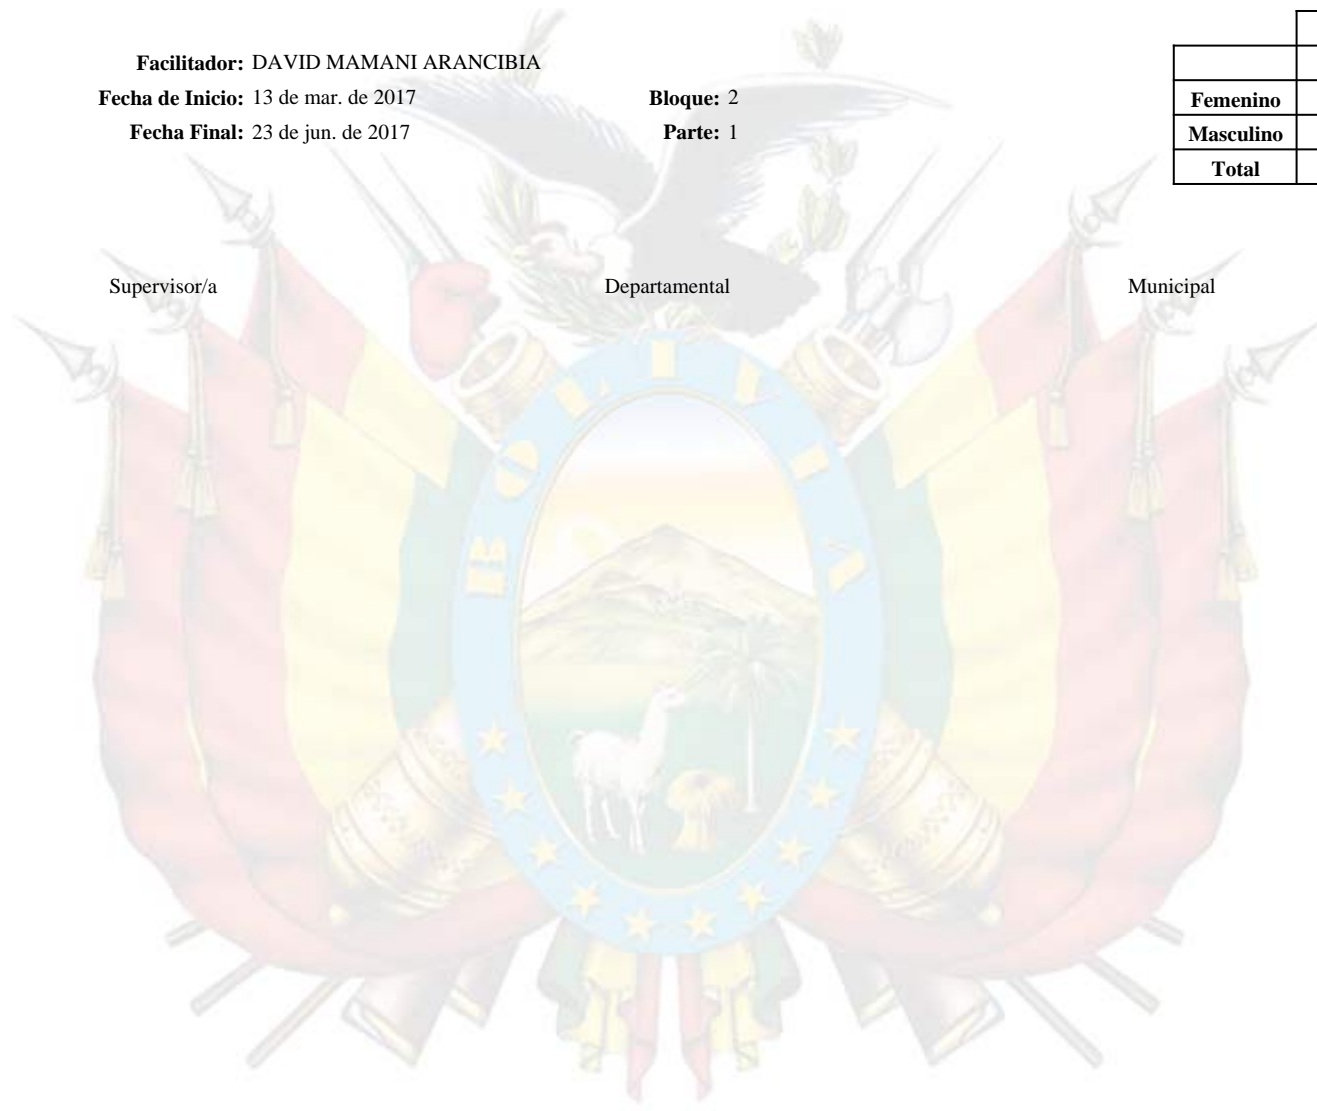 Facilitador: DAVID MAMANI ARANCIBIA
Fecha de Inicio: 13 de mar. de 2017 Bloque: 2
Femenino
Fecha Final: 23 de jun. de 2017 Parte: 1
Masculino
Total
Supervisor/a Departamental Municipal
BOLIVIA